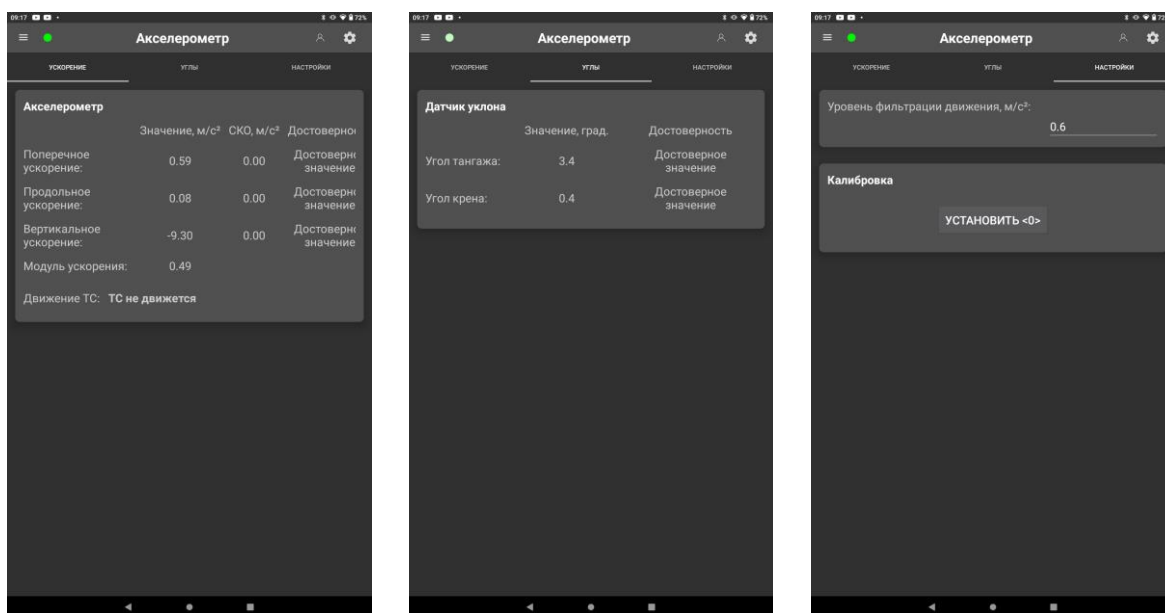 09:17
72%
Акселерометр
УСКОРЕНИЕ УГЛЫ НАСТРОЙКИ
Акселерометр
Значение, м/с² СКО, м/с² Достоверно
Поперечное ускорение: 0.59 0.00 Достоверн значение
Продольное ускорение: 0.08 0.00 Достоверн значение
Вертикальное ускорение: -9.30 0.00 Достоверн значение
Модуль ускорения: 0.49
Движение ТС: ТС не движется
09:17
72%
Акселерометр
УСКОРЕНИЕ УГЛЫ НАСТРОЙКИ
Датчик уклона
Значение, град. Достоверность
Угол тангажа: 3.4 Достоверное значение
Угол крена: 0.4 Достоверное значение
09:17
72
Акселерометр
УСКОРЕНИЕ УГЛЫ НАСТРОЙКИ
Уровень фильтрации движения, м/с²:
0.6
Калибровка
УСТАНОВИТЬ <0>